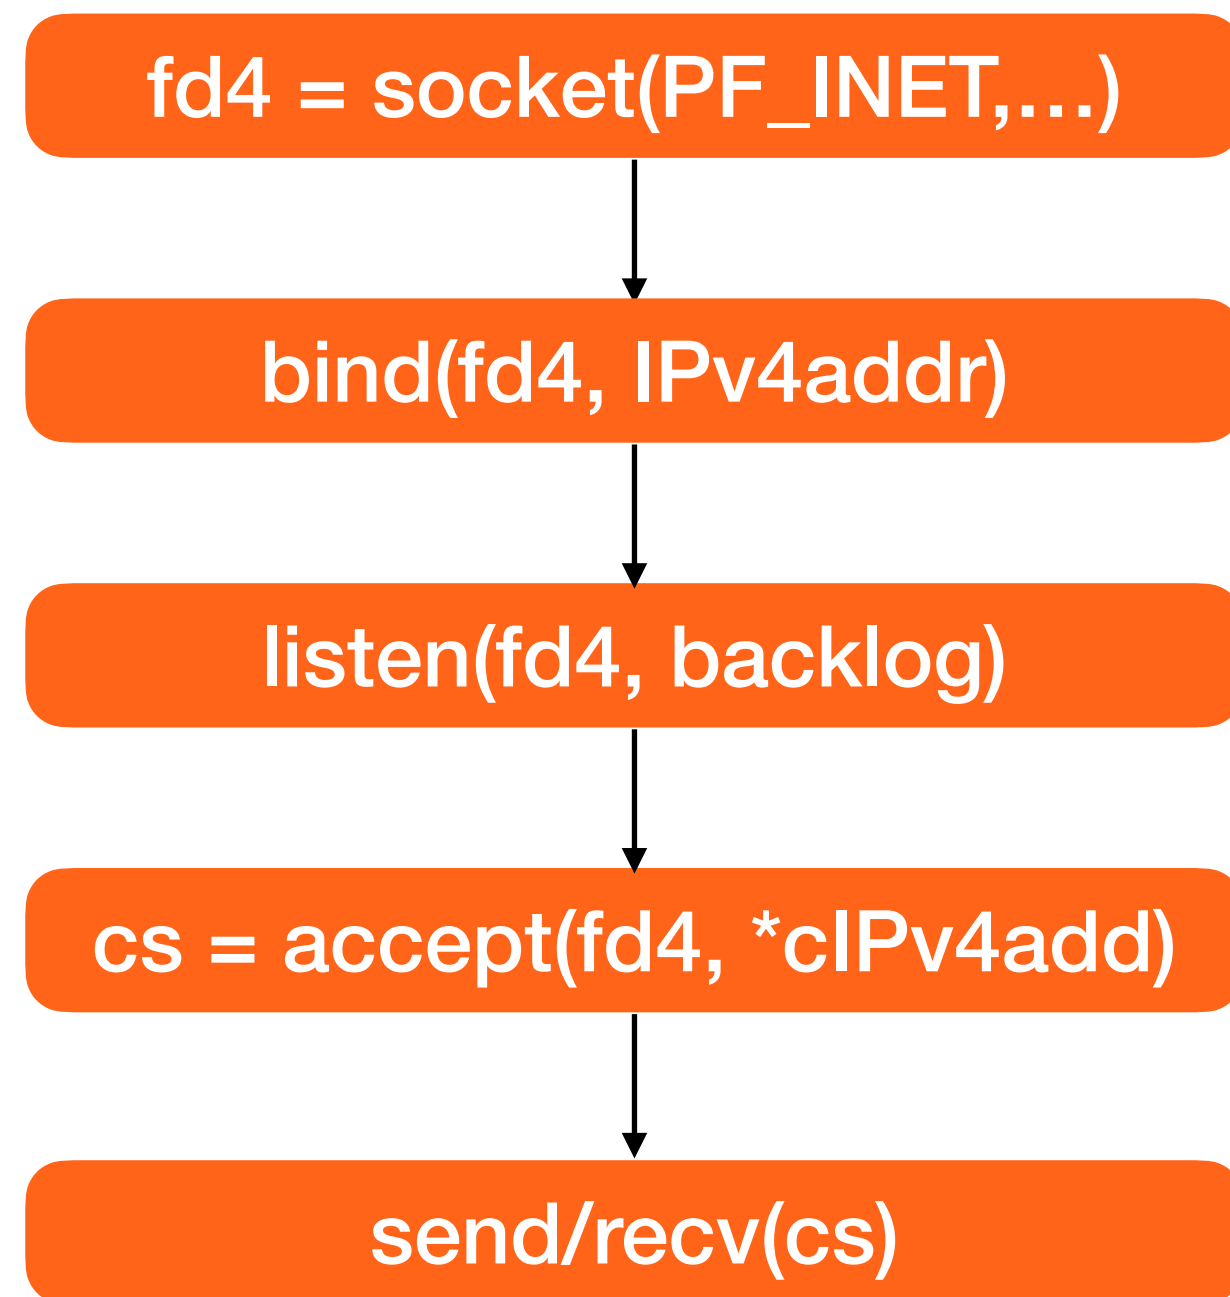 fd4 = socket(PF_INET,…)
bind(fd4, IPv4addr)
listen(fd4, backlog)
cs = accept(fd4, *cIPv4add)
send/recv(cs)